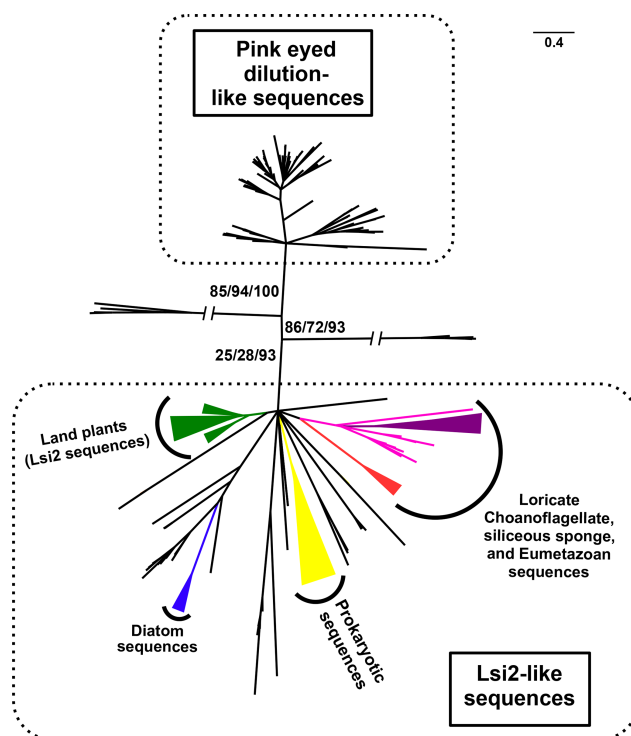 Pink eyed
dilution-
like sequences
0.4
85/94/100
86/72/93
25/28/93
Land plants
(Lsi2 sequences)
Loricate
Choanoflagellate,
siliceous sponge,
and Eumetazoan
sequences
Diatom
sequences
Prokaryotic
sequences
Lsi2-like
sequences